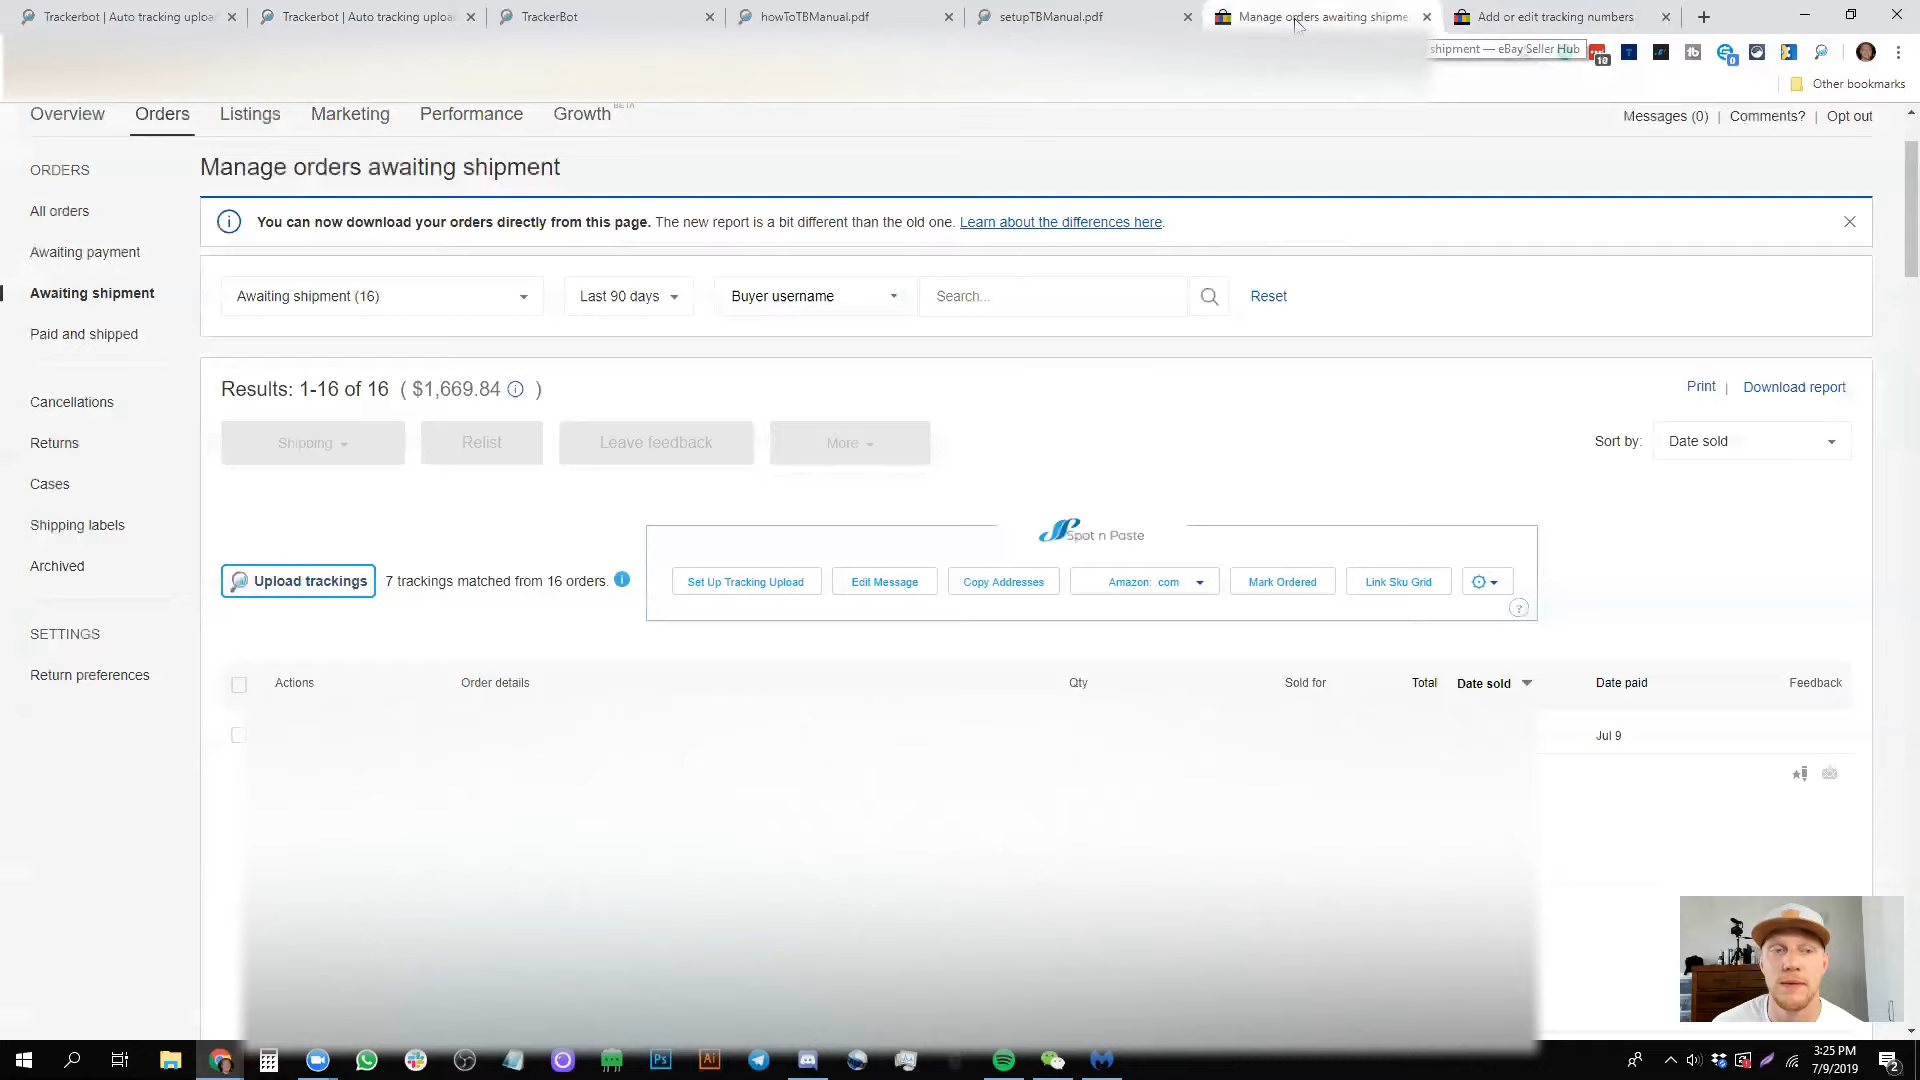 Trackerbot | Auto tracking uploa
Trackerbot | Auto tracking uploa
TrackerBot
howToTBManual.pdf
setupTBManual.pdf
Manage orders awaiting shipme
Add or edit tracking numbers
shipment — eBay Seller Hub
10
0
Other bookmarks
Overview
Orders
Listings
Marketing
Performance
Growth
BETA
Messages (0) | Comments? | Opt out
ORDERS
All orders
Awaiting payment
Awaiting shipment
Paid and shipped
Cancellations
Returns
Cases
Shipping labels
Archived
SETTINGS
Return preferences
Manage orders awaiting shipment
You can now download your orders directly from this page. The new report is a bit different than the old one. Learn about the differences here.
Awaiting shipment (16)
Last 90 days
Buyer username
Search...
Reset
Results: 1-16 of 16 ( $1,669.84 )
Print | Download report
Shipping
Relist
Leave feedback
More
Sort by:
Date sold
Spot n Paste
Upload trackings
7 trackings matched from 16 orders.
Set Up Tracking Upload
Edit Message
Copy Addresses
Amazon: com
Mark Ordered
Link Sku Grid
?
Actions
Order details
Qty
Sold for
Total
Date sold
Date paid
Feedback
Jul 9
Ps
Ai
3:25 PM
7/9/2019
2